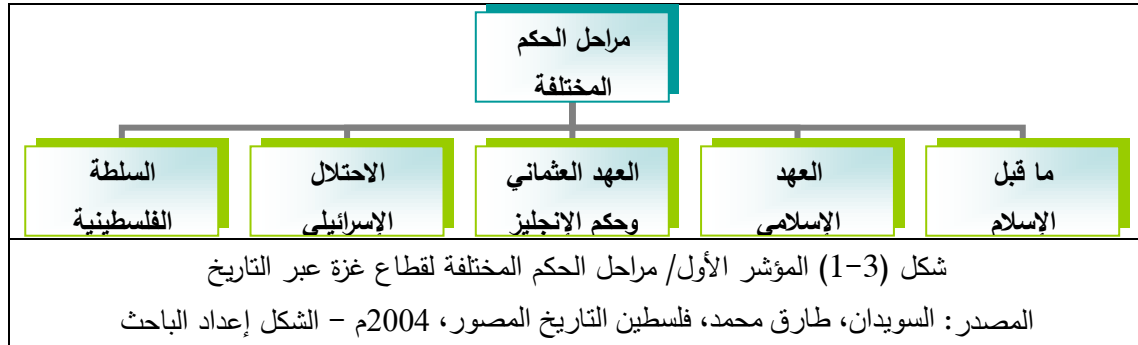 مراحل الحكم
المختلفة
ما قبل
الإسلام
العهد
الإسلامي
العهد العثماني
وحكم الإنجليز
الاحتلال
الإسرائيلي
السلطة
الفلسطينية
شكل (3-1) المؤشر الأول/ مراحل الحكم المختلفة لقطاع غزة عبر التاريخ
المصدر: السويدان، طارق محمد، فلسطين التاريخ المصور، 2004م - الشكل إعداد الباحث